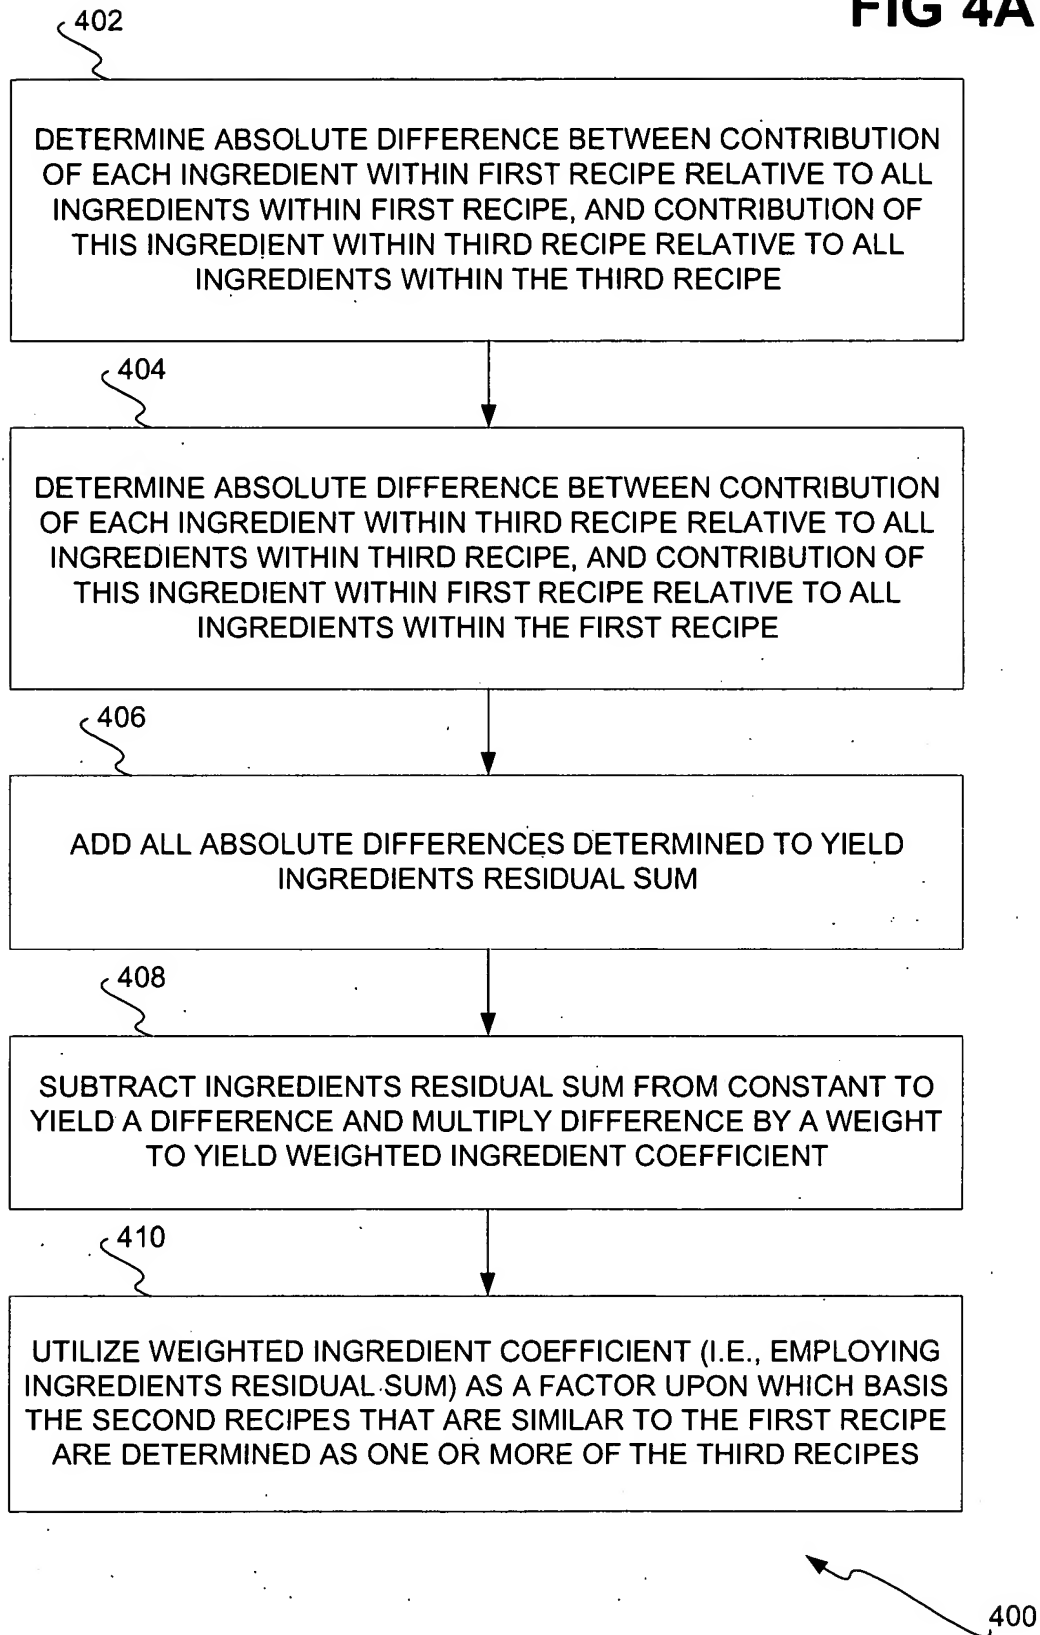 FIG 4A
402
DETERMINE ABSOLUTE DIFFERENCE BETWEEN CONTRIBUTION
OF EACH INGREDIENT WITHIN FIRST RECIPE RELATIVE TO ALL
INGREDIENTS WITHIN FIRST RECIPE, AND CONTRIBUTION OF
THIS INGREDIENT WITHIN THIRD RECIPE RELATIVE TO ALL
INGREDIENTS WITHIN THE THIRD RECIPE
404
DETERMINE ABSOLUTE DIFFERENCE BETWEEN CONTRIBUTION
OF EACH INGREDIENT WITHIN THIRD RECIPE RELATIVE TO ALL
INGREDIENTS WITHIN THIRD RECIPE, AND CONTRIBUTION OF
THIS INGREDIENT WITHIN FIRST RECIPE RELATIVE TO ALL
INGREDIENTS WITHIN THE FIRST RECIPE
406
ADD ALL ABSOLUTE DIFFERENCES DETERMINED TO YIELD
INGREDIENTS RESIDUAL SUM
408
SUBTRACT INGREDIENTS RESIDUAL SUM FROM CONSTANT TO
YIELD A DIFFERENCE AND MULTIPLY DIFFERENCE BY A WEIGHT
TO YIELD WEIGHTED INGREDIENT COEFFICIENT
410
UTILIZE WEIGHTED INGREDIENT COEFFICIENT (I.E., EMPLOYING
INGREDIENTS RESIDUAL SUM) AS A FACTOR UPON WHICH BASIS
THE SECOND RECIPES THAT ARE SIMILAR TO THE FIRST RECIPE
ARE DETERMINED AS ONE OR MORE OF THE THIRD RECIPES
400